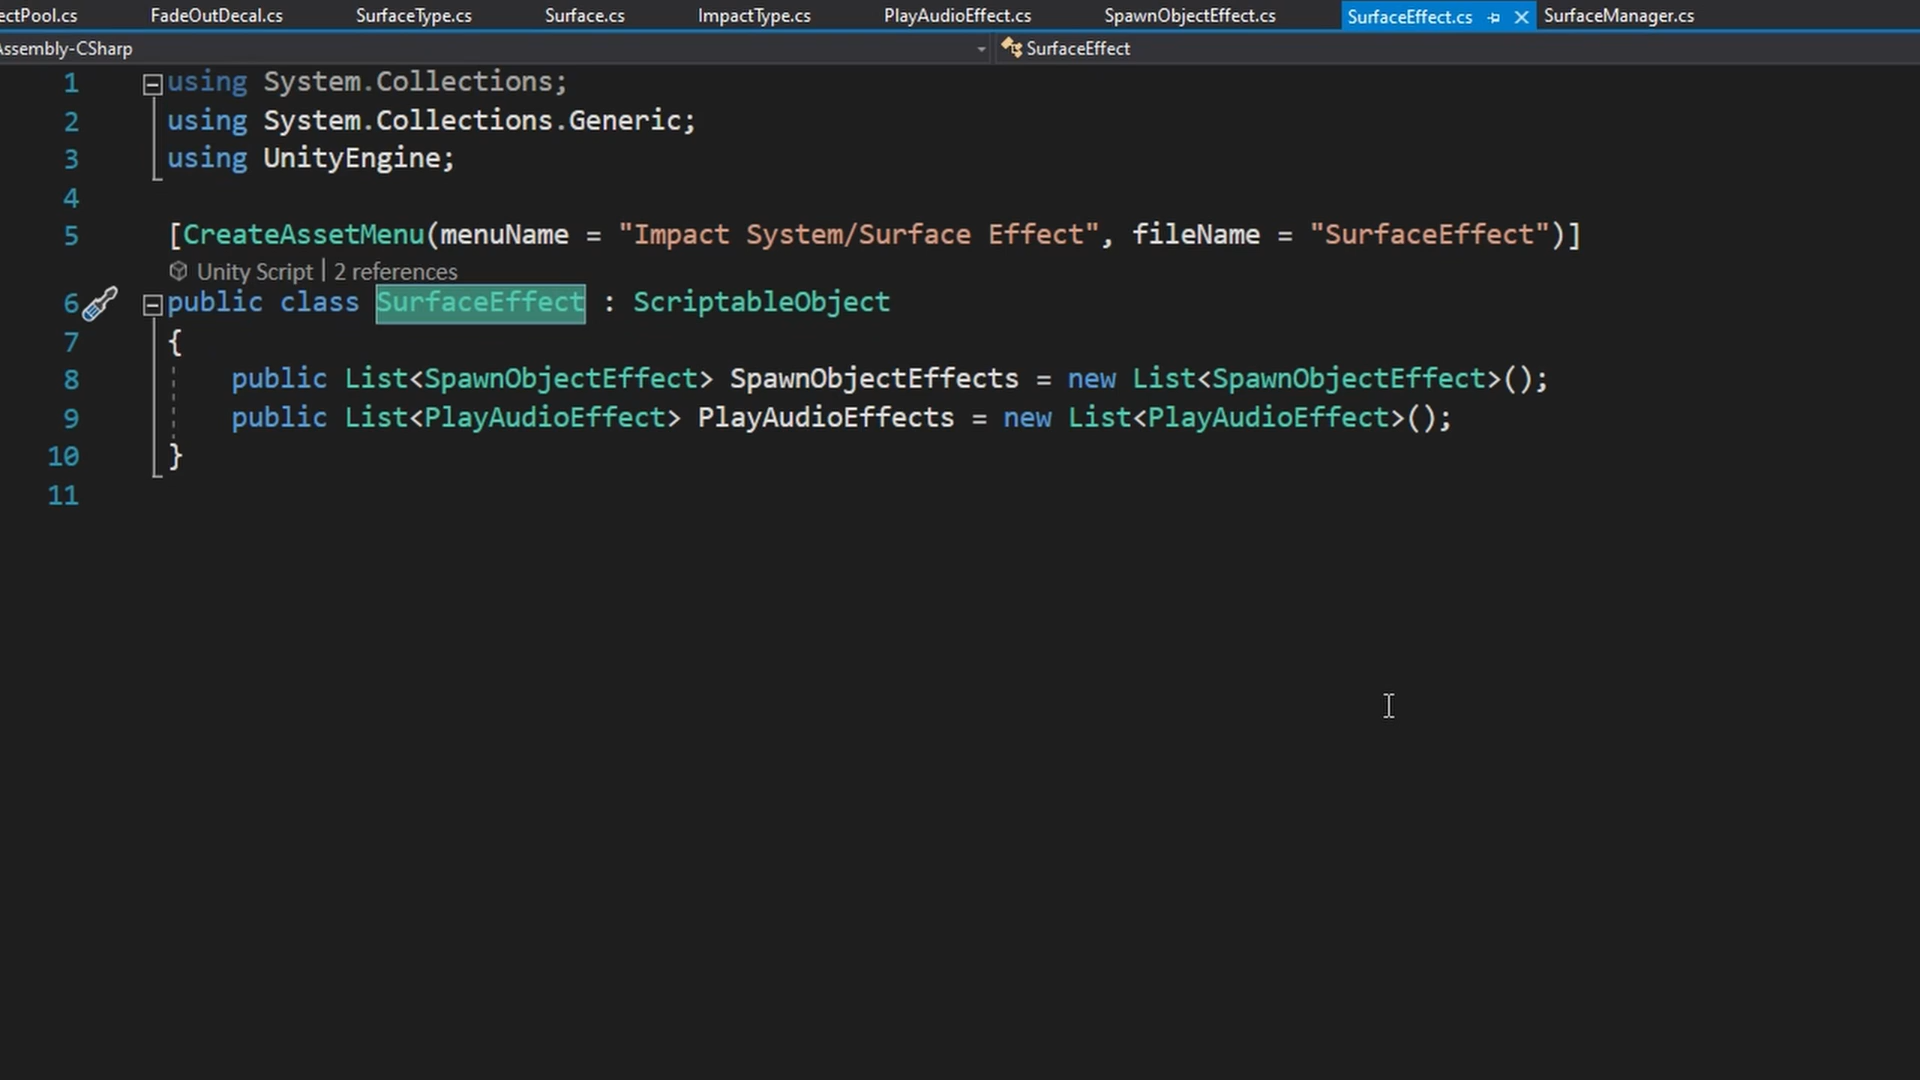 ectPool.cs FadeOutDecal.cs SurfaceType.cs Surface.cs ImpactType.cs PlayAudioEffect.cs SpawnObjectEffect.cs SurfaceEffect.cs SurfaceManager.cs
Assembly-CSharp SurfaceEffect
1 using System.Collections;
2 using System.Collections.Generic;
3 using UnityEngine;
4
5 [CreateAssetMenu(menuName = "Impact System/Surface Effect", fileName = "SurfaceEffect")]
Unity Script | 2 references
6 public class SurfaceEffect : ScriptableObject
7 {
8 public List<SpawnObjectEffect> SpawnObjectEffects = new List<SpawnObjectEffect>();
9 public List<PlayAudioEffect> PlayAudioEffects = new List<PlayAudioEffect>();
10 }
11